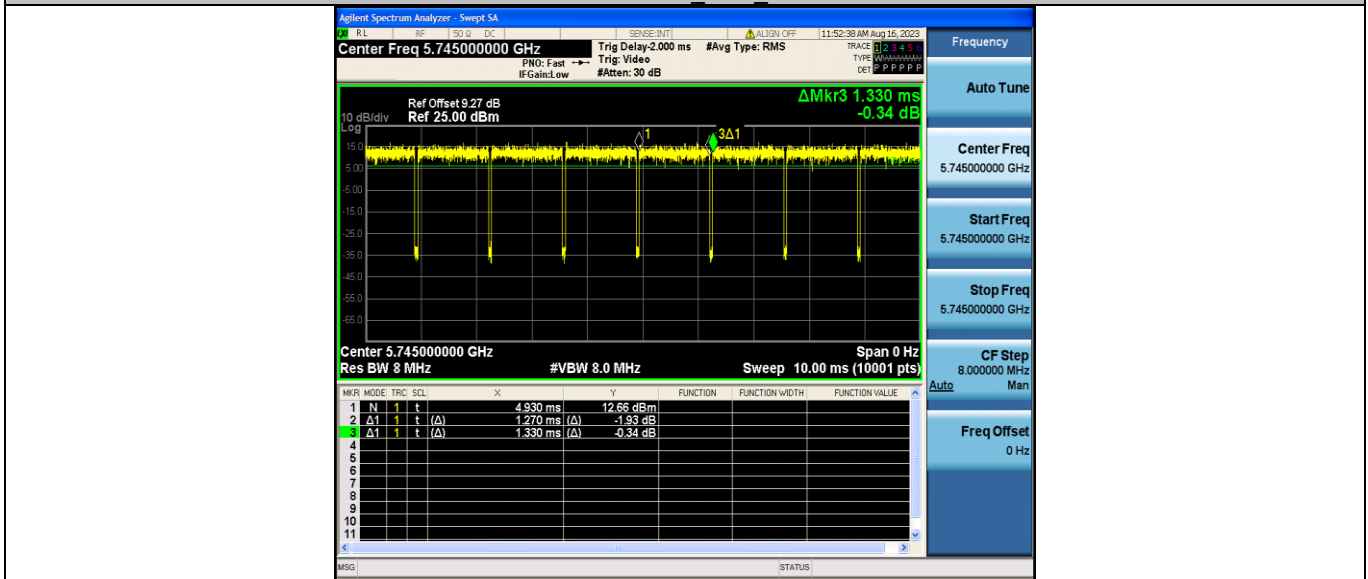 Agilent Spectrum Analyzer - Swept SA
RL RF 50 Ω DC SENSE:INT ALIGN OFF 11:52:38 AM Aug 16, 2023
Center Freq 5.745000000 GHz Trig Delay-2.000 ms #Avg Type: RMS TRACE 1 2 3 4 5 6
PNO: Fast Trig: Video TYPE
IFGain:Low #Atten: 30 dB DET P P P P P P
Frequency
Auto Tune
Center Freq
5.745000000 GHz
Start Freq
5.745000000 GHz
Stop Freq
5.745000000 GHz
CF Step
8.000000 MHz
Auto Man
Freq Offset
0 Hz
ΔMkr3 1.330 ms
-0.34 dB
Ref Offset 9.27 dB
10 dB/div Ref 25.00 dBm
Log
15.0
5.00
-5.00
-15.0
-25.0
-35.0
-45.0
-55.0
-65.0
1
3Δ1
Center 5.745000000 GHz Span 0 Hz
Res BW 8 MHz #VBW 8.0 MHz Sweep 10.00 ms (10001 pts)
MKR MODE TRC SCL X Y FUNCTION FUNCTION WIDTH FUNCTION VALUE
1 N 1 t 4.930 ms 12.66 dBm
2 Δ1 1 t (Δ) 1.270 ms (Δ) -1.93 dB
3 Δ1 1 t (Δ) 1.330 ms (Δ) -0.34 dB
4
5
6
7
8
9
10
11
MSG STATUS